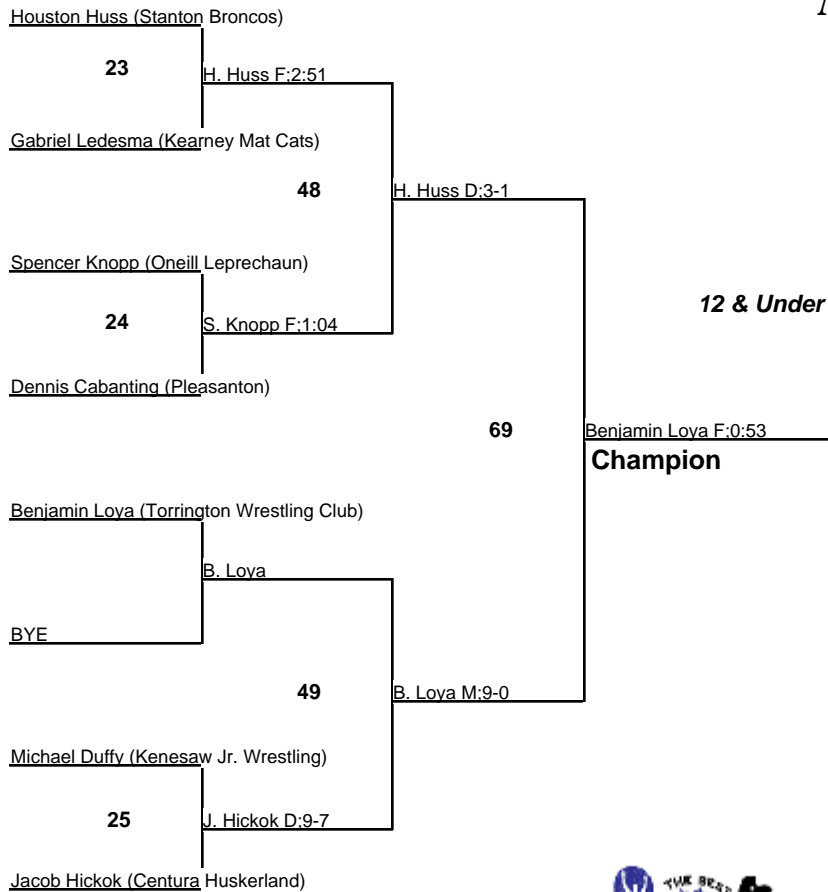 Houston Huss (Stanton Broncos)
23
H. Huss F;2:51
Gabriel Ledesma (Kearney Mat Cats)
48
H. Huss D;3-1
Spencer Knopp (Oneill Leprechaun)
12 & Under
24
S. Knopp F;1:04
Dennis Cabanting (Pleasanton)
69
Benjamin Loya F;0:53
Champion
Benjamin Loya (Torrington Wrestling Club)
B. Loya
BYE
49
B. Loya M;9-0
Michael Duffy (Kenesaw Jr. Wrestling)
25
J. Hickok D;9-7
Jacob Hickok (Centura Huskerland)
THE BEST